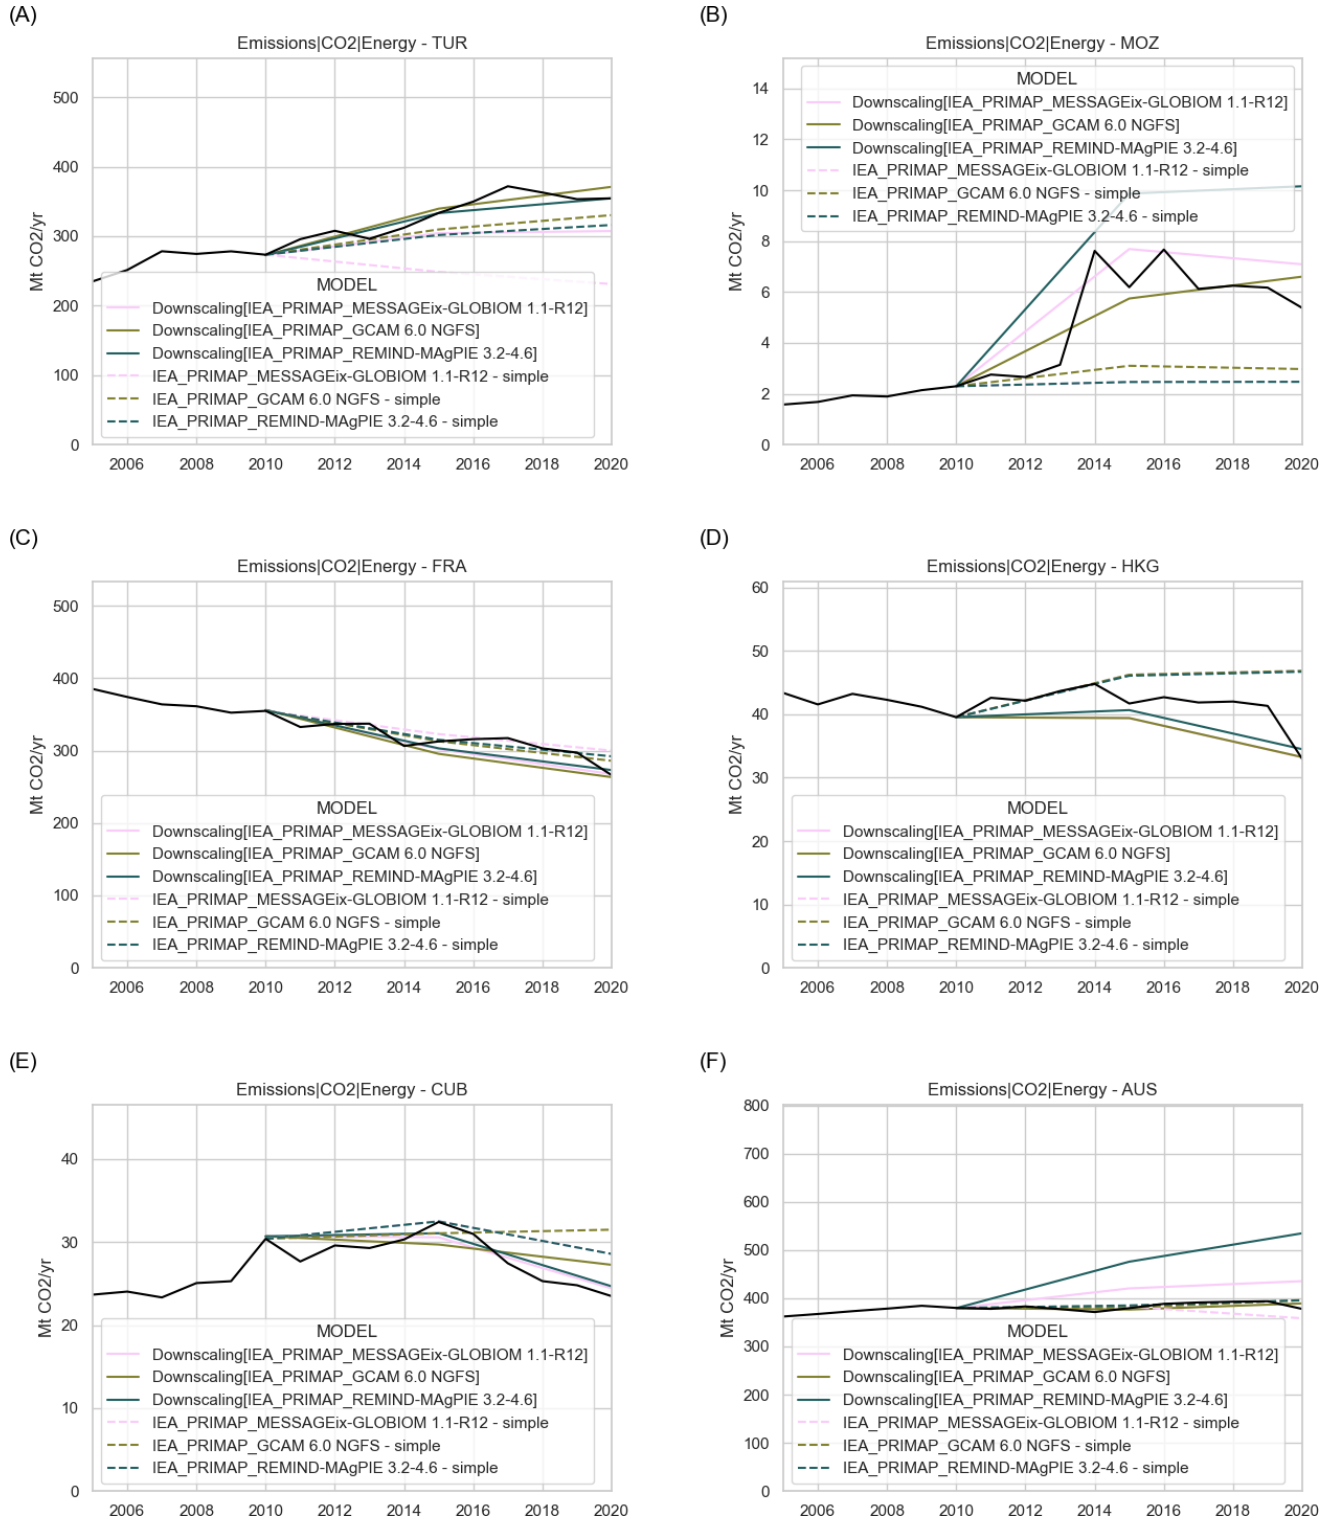 (A)
Emissions|CO2|Energy - TUR
Mt CO2/yr
500
400
300
200
100
0
MODEL
Downscaling[IEA_PRIMAP_MESSAGEix-GLOBIOM 1.1-R12]
Downscaling[IEA_PRIMAP_GCAM 6.0 NGFS]
Downscaling[IEA_PRIMAP_REMIND-MAgPIE 3.2-4.6]
IEA_PRIMAP_MESSAGEix-GLOBIOM 1.1-R12 - simple
IEA_PRIMAP_GCAM 6.0 NGFS - simple
IEA_PRIMAP_REMIND-MAgPIE 3.2-4.6 - simple
2006 2008 2010 2012 2014 2016 2018 2020
(B)
Emissions|CO2|Energy - MOZ
Mt CO2/yr
14
12
10
8
6
4
2
0
MODEL
Downscaling[IEA_PRIMAP_MESSAGEix-GLOBIOM 1.1-R12]
Downscaling[IEA_PRIMAP_GCAM 6.0 NGFS]
Downscaling[IEA_PRIMAP_REMIND-MAgPIE 3.2-4.6]
IEA_PRIMAP_MESSAGEix-GLOBIOM 1.1-R12 - simple
IEA_PRIMAP_GCAM 6.0 NGFS - simple
IEA_PRIMAP_REMIND-MAgPIE 3.2-4.6 - simple
2006 2008 2010 2012 2014 2016 2018 2020
(C)
Emissions|CO2|Energy - FRA
Mt CO2/yr
500
400
300
200
100
0
MODEL
Downscaling[IEA_PRIMAP_MESSAGEix-GLOBIOM 1.1-R12]
Downscaling[IEA_PRIMAP_GCAM 6.0 NGFS]
Downscaling[IEA_PRIMAP_REMIND-MAgPIE 3.2-4.6]
IEA_PRIMAP_MESSAGEix-GLOBIOM 1.1-R12 - simple
IEA_PRIMAP_GCAM 6.0 NGFS - simple
IEA_PRIMAP_REMIND-MAgPIE 3.2-4.6 - simple
2006 2008 2010 2012 2014 2016 2018 2020
(D)
Emissions|CO2|Energy - HKG
Mt CO2/yr
60
50
40
30
20
10
0
MODEL
Downscaling[IEA_PRIMAP_MESSAGEix-GLOBIOM 1.1-R12]
Downscaling[IEA_PRIMAP_GCAM 6.0 NGFS]
Downscaling[IEA_PRIMAP_REMIND-MAgPIE 3.2-4.6]
IEA_PRIMAP_MESSAGEix-GLOBIOM 1.1-R12 - simple
IEA_PRIMAP_GCAM 6.0 NGFS - simple
IEA_PRIMAP_REMIND-MAgPIE 3.2-4.6 - simple
2006 2008 2010 2012 2014 2016 2018 2020
(E)
Emissions|CO2|Energy - CUB
Mt CO2/yr
40
30
20
10
0
MODEL
Downscaling[IEA_PRIMAP_MESSAGEix-GLOBIOM 1.1-R12]
Downscaling[IEA_PRIMAP_GCAM 6.0 NGFS]
Downscaling[IEA_PRIMAP_REMIND-MAgPIE 3.2-4.6]
IEA_PRIMAP_MESSAGEix-GLOBIOM 1.1-R12 - simple
IEA_PRIMAP_GCAM 6.0 NGFS - simple
IEA_PRIMAP_REMIND-MAgPIE 3.2-4.6 - simple
2006 2008 2010 2012 2014 2016 2018 2020
(F)
Emissions|CO2|Energy - AUS
Mt CO2/yr
800
700
600
500
400
300
200
100
0
MODEL
Downscaling[IEA_PRIMAP_MESSAGEix-GLOBIOM 1.1-R12]
Downscaling[IEA_PRIMAP_GCAM 6.0 NGFS]
Downscaling[IEA_PRIMAP_REMIND-MAgPIE 3.2-4.6]
IEA_PRIMAP_MESSAGEix-GLOBIOM 1.1-R12 - simple
IEA_PRIMAP_GCAM 6.0 NGFS - simple
IEA_PRIMAP_REMIND-MAgPIE 3.2-4.6 - simple
2006 2008 2010 2012 2014 2016 2018 2020